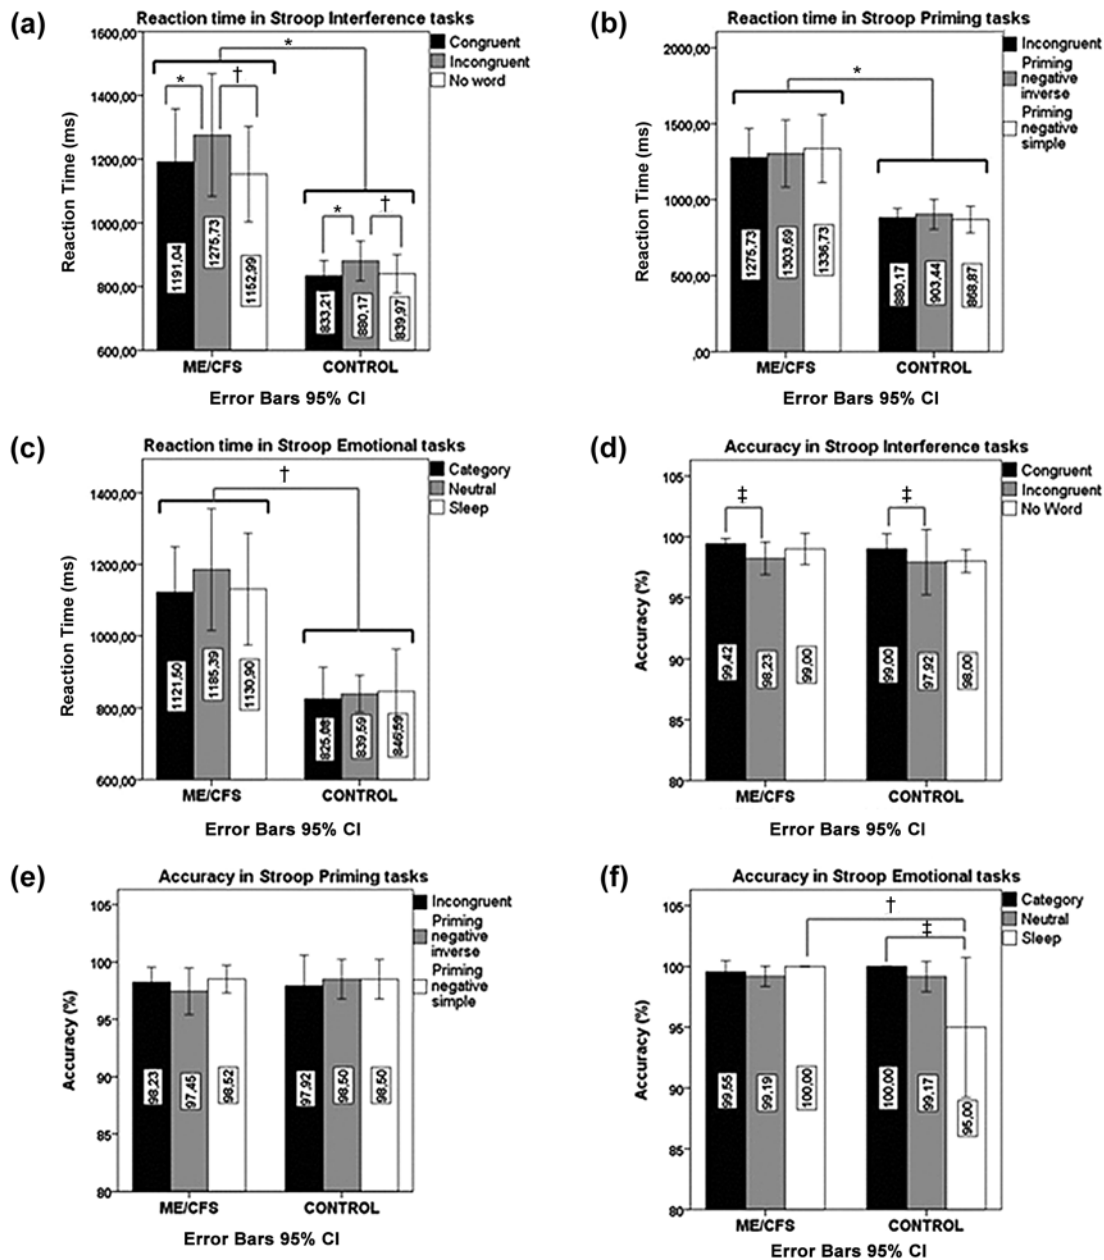 (a)
Reaction time in Stroop Interference tasks
Congruent
Incongruent
No word
Reaction Time (ms)
1600,00
1400,00
1200,00
1000,00
800,00
600,00
* * † * †
1191,04 1275,73 1152,99 833,21 880,17 839,97
ME/CFS CONTROL
Error Bars 95% CI
(b)
Reaction time in Stroop Priming tasks
Incongruent
Priming
negative
inverse
Priming
negative
simple
Reaction Time (ms)
2000,00
1500,00
1000,00
500,00
,00
*
1275,73 1303,69 1336,73 880,17 903,44 868,87
ME/CFS CONTROL
Error Bars 95% CI
(c)
Reaction time in Stroop Emotional tasks
Category
Neutral
Sleep
Reaction Time (ms)
1400,00
1200,00
1000,00
800,00
600,00
†
1121,50 1185,39 1130,90 825,08 839,59 846,59
ME/CFS CONTROL
Error Bars 95% CI
(d)
Accuracy in Stroop Interference tasks
Congruent
Incongruent
No Word
Accuracy (%)
105
100
95
90
85
80
‡ ‡
99,42 98,23 99,00 99,00 97,92 98,00
ME/CFS CONTROL
Error Bars 95% CI
(e)
Accuracy in Stroop Priming tasks
Incongruent
Priming
negative
inverse
Priming
negative
simple
Accuracy (%)
105
100
95
90
85
80
98,23 97,45 98,52 97,92 98,50 98,50
ME/CFS CONTROL
Error Bars 95% CI
(f)
Accuracy in Stroop Emotional tasks
Category
Neutral
Sleep
Accuracy (%)
105
100
95
90
85
80
†
‡
99,55 99,19 100,00 100,00 99,17 95,00
ME/CFS CONTROL
Error Bars 95% CI